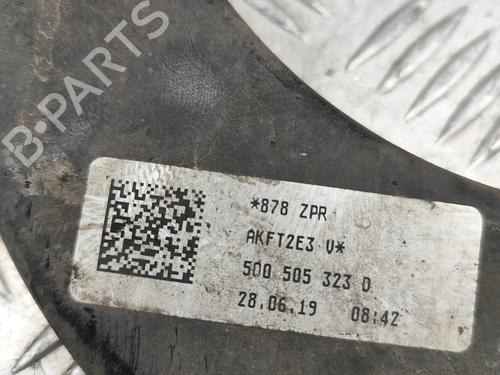 B-PARTS
*878 ZPR
AKFT2E3 V*
5Q0 505 323 D
28.06.19 08:42